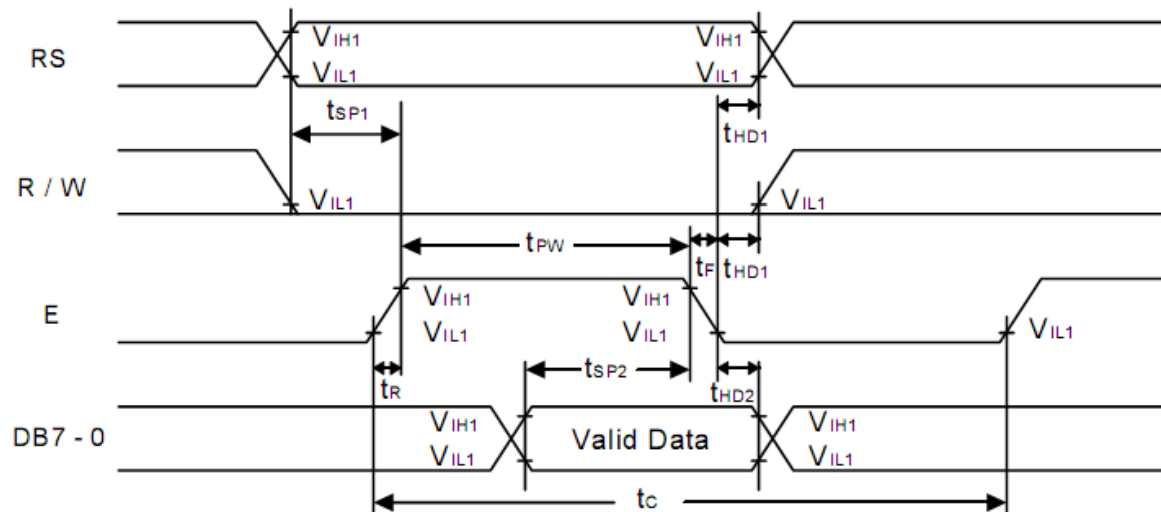 RS
VIH1 VIH1
VIL1 VIL1
tSP1 tHD1
R / W
VIL1 VIL1
tPW tF tHD1
E
VIH1 VIH1
VIL1 VIL1 VIL1
tR tSP2 tHD2
DB7 - 0
VIH1 Valid Data VIH1
VIL1 VIL1
tC